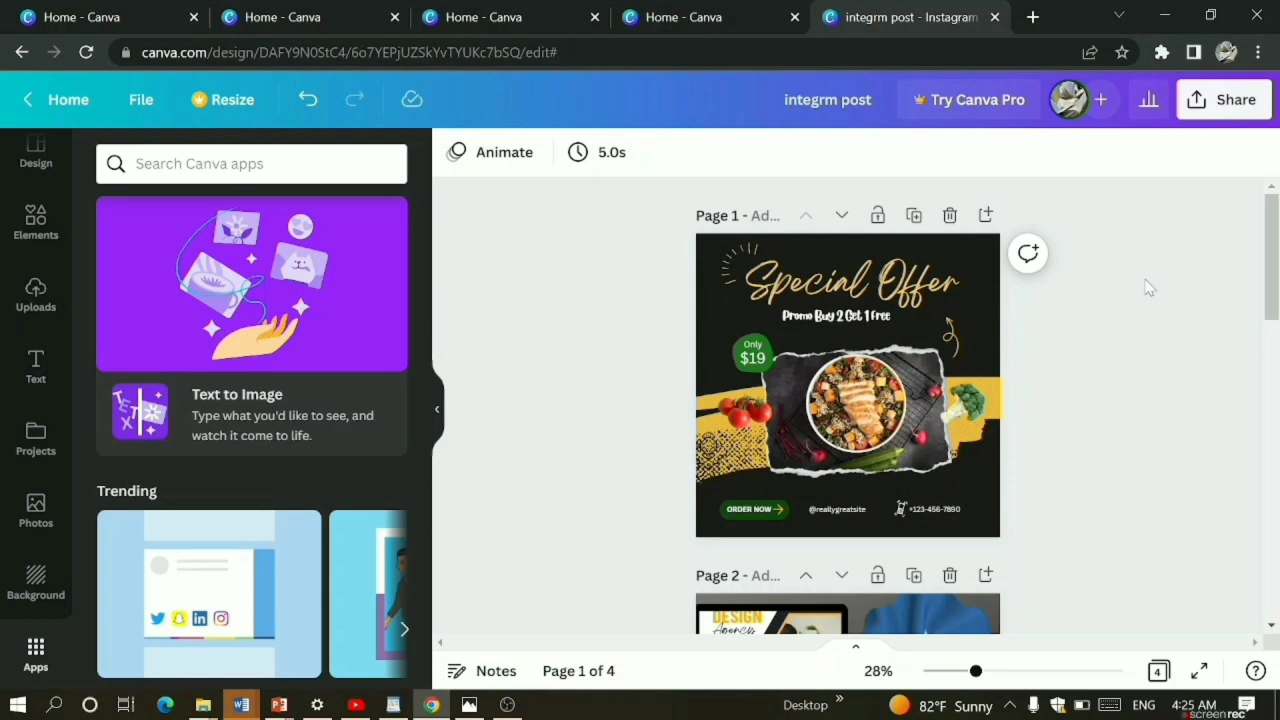 Home - Canva
Home - Canva
Home - Canva
Home - Canva
integrm post - Instagram
canva.com/design/DAFY9N0StC4/6o7YEPjUZSkYvTYUKc7bSQ/edit#
Home
File
Resize
integrm post
Try Canva Pro
Share
Design
Search Canva apps
Animate
5.0s
Elements
Uploads
Text
Projects
Photos
Background
Apps
Text to Image
Type what you'd like to see, and
watch it come to life.
Trending
Page 1 - Ad...
Special Offer
Promo Buy 2 Get 1 Free
Only
$19
ORDER NOW
@reallygreatsite
+123-456-7890
Page 2 - Ad...
DESIGN
Agency
Notes
Page 1 of 4
28%
4
Desktop
82°F Sunny
ENG
4:25 AM
screenrec